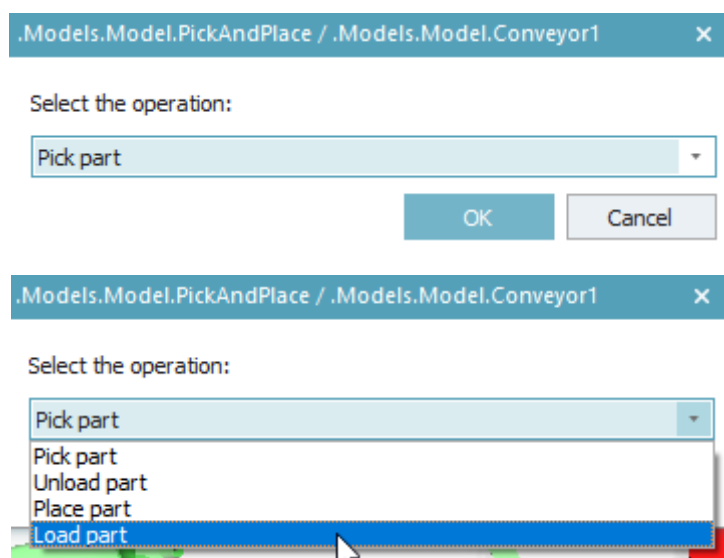 .Models.Model.PickAndPlace / .Models.Model.Conveyor1
Select the operation:
Pick part
OK Cancel
.Models.Model.PickAndPlace / .Models.Model.Conveyor1
Select the operation:
Pick part
Pick part
Unload part
Place part
Load part